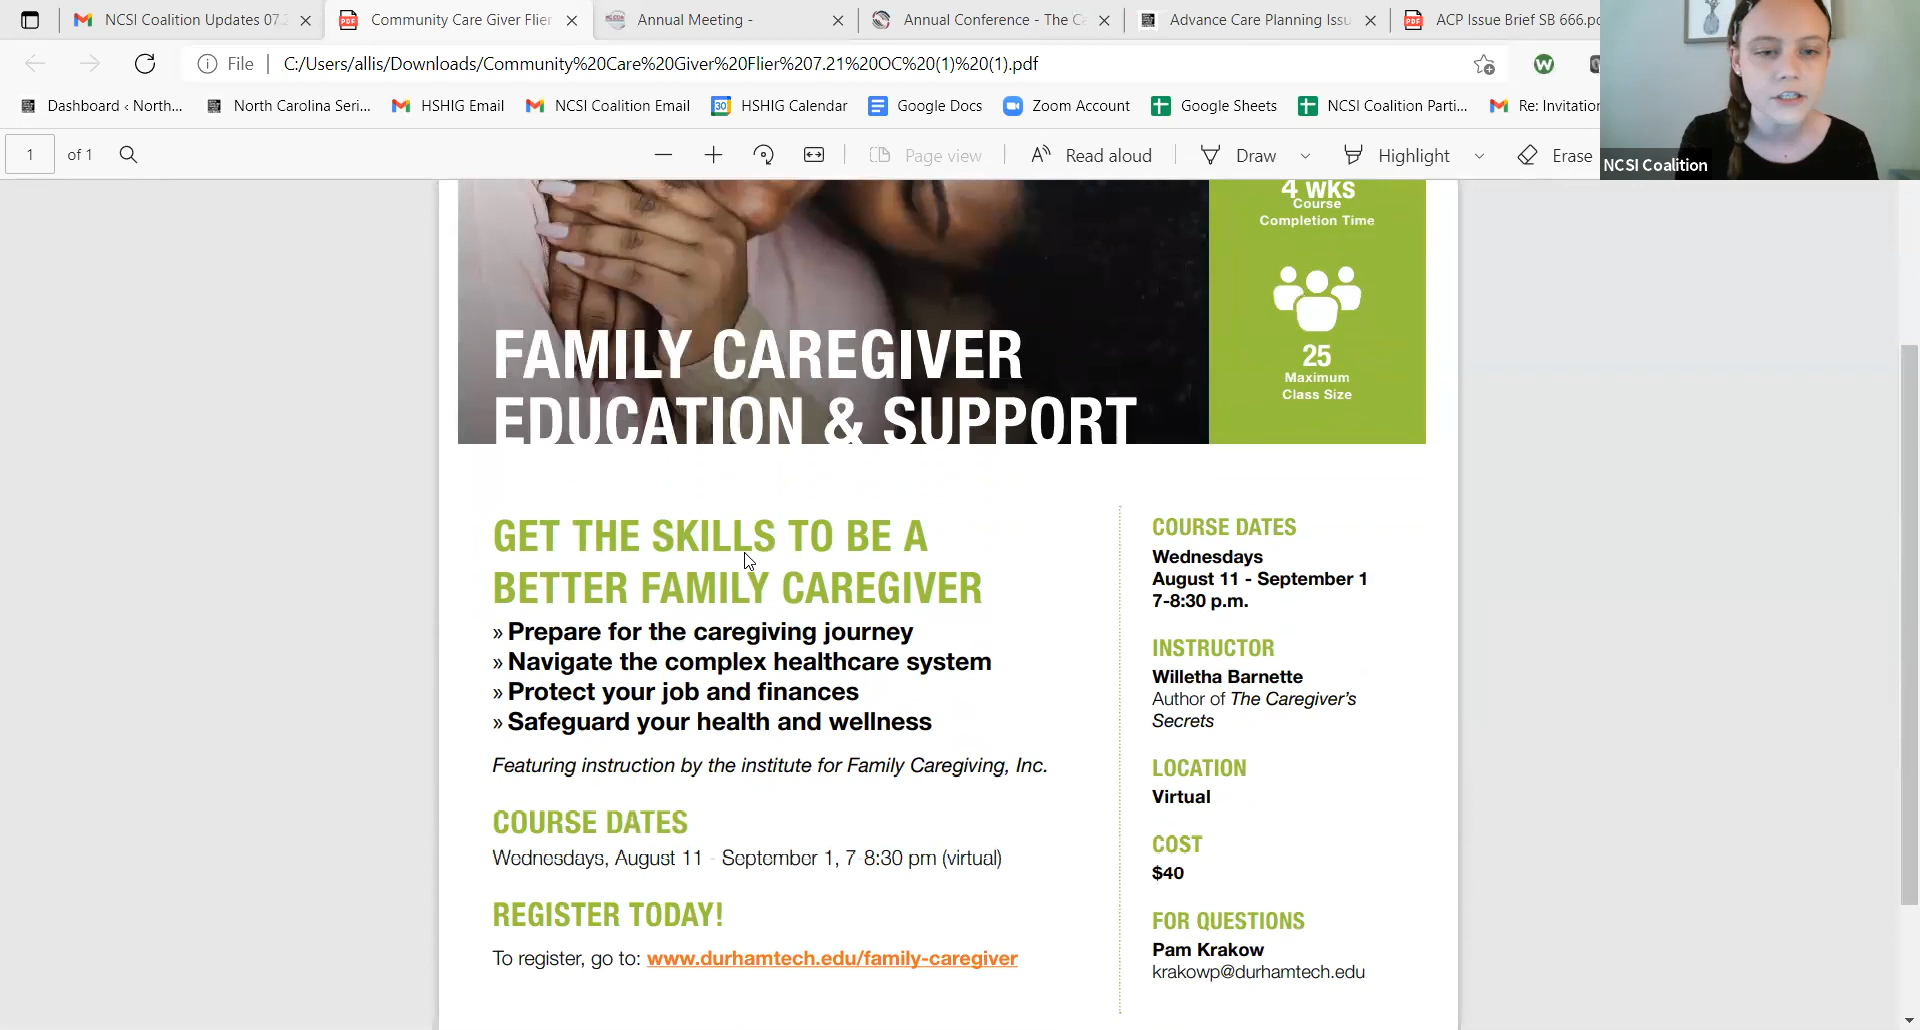 NCSI Coalition Updates 07.2
Community Care Giver Flier
Annual Meeting -
Annual Conference - The Ca
Advance Care Planning Issu
ACP Issue Brief SB 666.pd
File
C:/Users/allis/Downloads/Community%20Care%20Giver%20Flier%207.21%20OC%20(1)%20(1).pdf
Dashboard ‹ North...
North Carolina Seri...
HSHIG Email
NCSI Coalition Email
30
HSHIG Calendar
Google Docs
Zoom Account
Google Sheets
NCSI Coalition Parti...
Re: Invitation
1
of 1
Page view
Read aloud
Draw
Highlight
Erase
NCSI Coalition
4 WKS
Course
Completion Time
25
Maximum
Class Size
FAMILY CAREGIVER
EDUCATION & SUPPORT
GET THE SKILLS TO BE A
BETTER FAMILY CAREGIVER
» Prepare for the caregiving journey
» Navigate the complex healthcare system
» Protect your job and finances
» Safeguard your health and wellness
Featuring instruction by the institute for Family Caregiving, Inc.
COURSE DATES
Wednesdays, August 11 - September 1, 7-8:30 pm (virtual)
REGISTER TODAY!
To register, go to: www.durhamtech.edu/family-caregiver
COURSE DATES
Wednesdays
August 11 - September 1
7-8:30 p.m.
INSTRUCTOR
Willetha Barnette
Author of The Caregiver's
Secrets
LOCATION
Virtual
COST
$40
FOR QUESTIONS
Pam Krakow
krakowp@durhamtech.edu